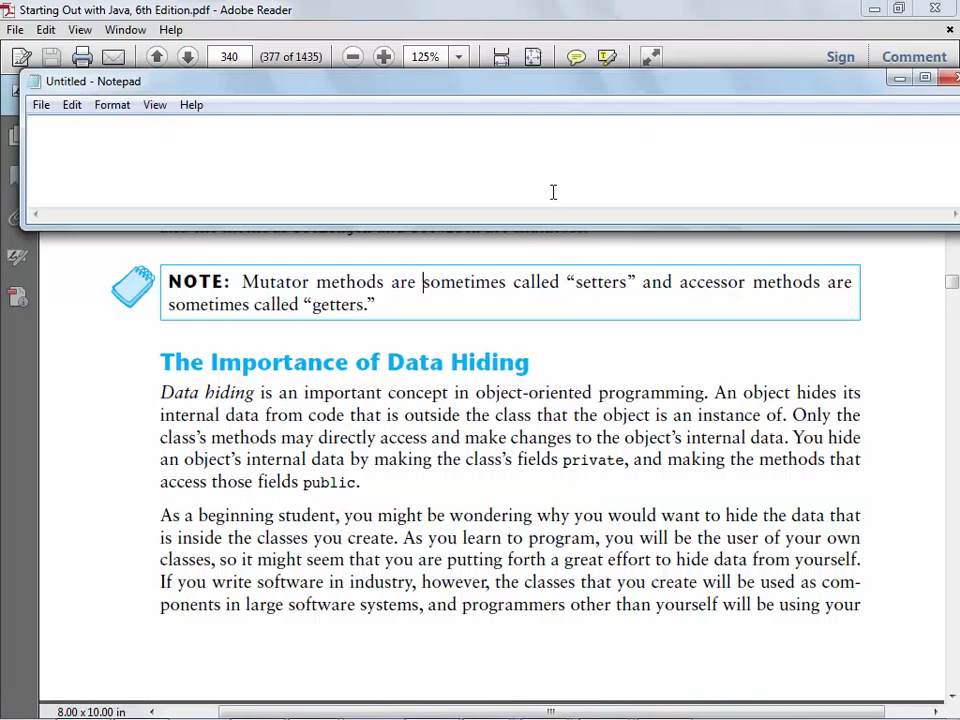 Starting Out with Java, 6th Edition.pdf - Adobe Reader
File Edit View Window Help
340 (377 of 1435) 125% Sign Comment
Untitled - Notepad
File Edit Format View Help
NOTE: Mutator methods are sometimes called “setters” and accessor methods are
sometimes called “getters.”
The Importance of Data Hiding
Data hiding is an important concept in object-oriented programming. An object hides its
internal data from code that is outside the class that the object is an instance of. Only the
class’s methods may directly access and make changes to the object’s internal data. You hide
an object’s internal data by making the class’s fields private, and making the methods that
access those fields public.
As a beginning student, you might be wondering why you would want to hide the data that
is inside the classes you create. As you learn to program, you will be the user of your own
classes, so it might seem that you are putting forth a great effort to hide data from yourself.
If you write software in industry, however, the classes that you create will be used as com-
ponents in large software systems, and programmers other than yourself will be using your
8.00 x 10.00 in